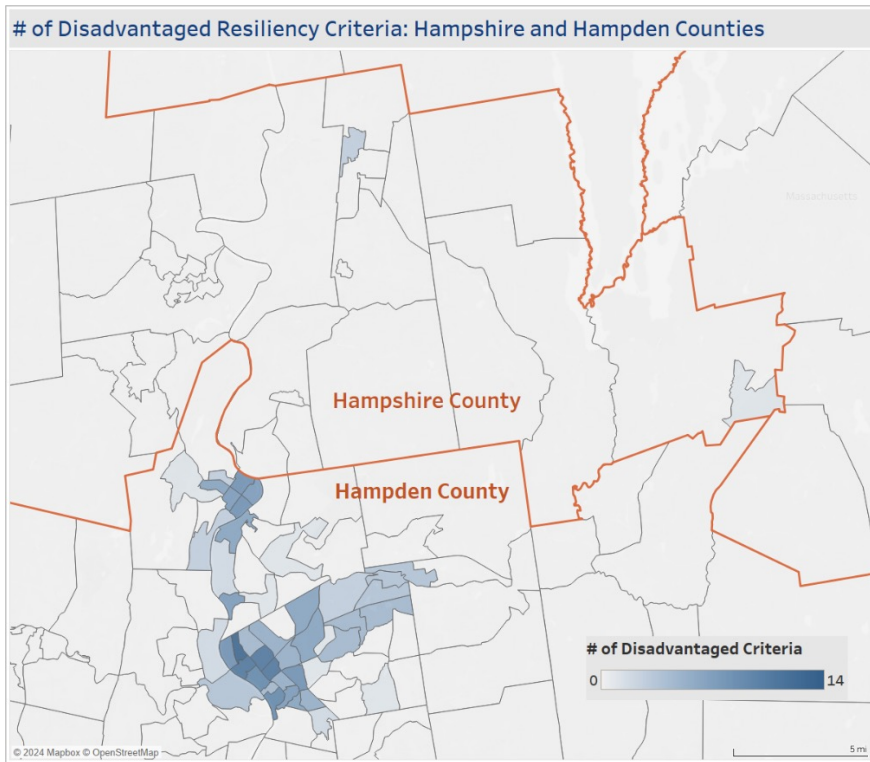 # of Disadvantaged Resiliency Criteria: Hampshire and Hampden Counties
Massachusetts
Hampshire County
Hampden County
# of Disadvantaged Criteria
0 14
© 2024 Mapbox © OpenStreetMap
5 mi